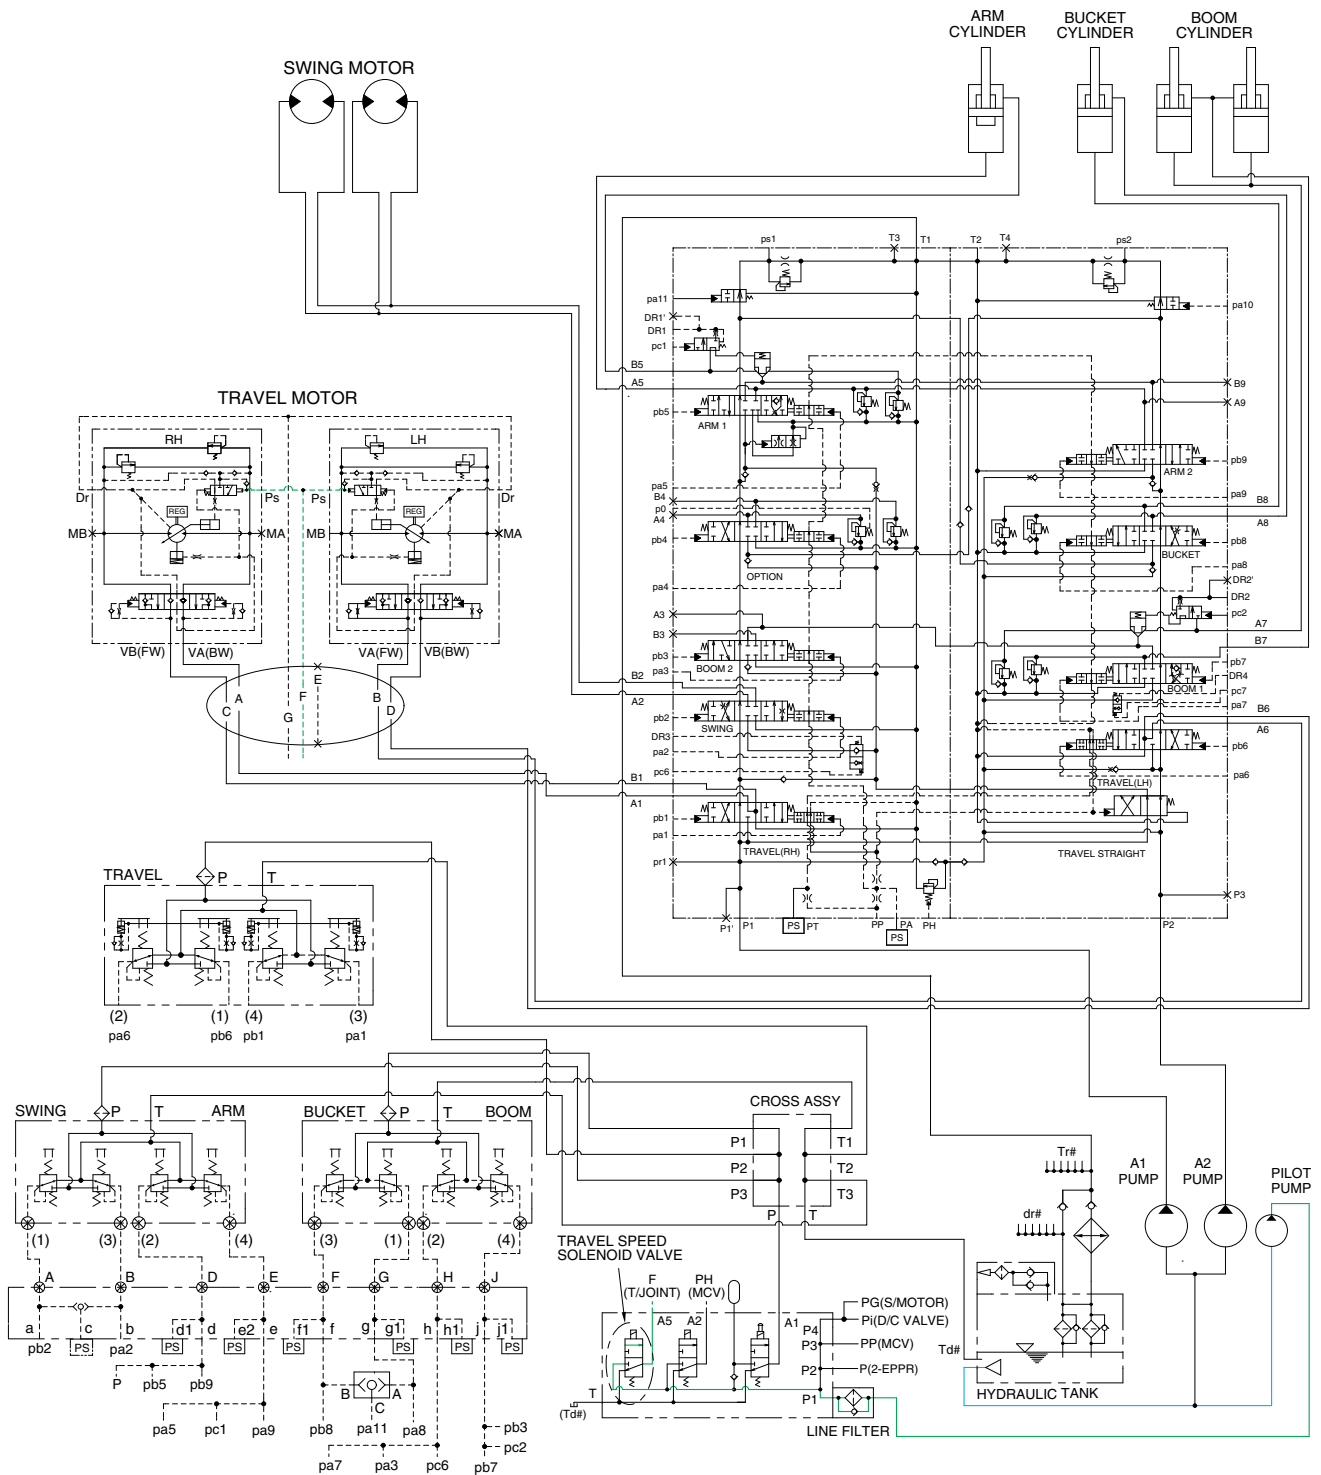 ARM
CYLINDER
BUCKET
CYLINDER
BOOM
CYLINDER
SWING MOTOR
ps1
T3
T1
T2
T4
ps2
pa11
DR1'
DR1
pc1
B5
A5
pb5
ARM 1
pa5
B4
p0
A4
pb4
OPTION
pa4
A3
B3
pb3
BOOM 2
pa3
B2
A2
pb2
SWING
DR3
pa2
pc6
B1
A1
pb1
pa1
TRAVEL(RH)
pr1
P1'
P1
PS
PT
PP
PA
PS
PH
pa10
B9
A9
pb9
ARM 2
pa9
B8
A8
pb8
BUCKET
pa8
DR2'
DR2
pc2
A7
B7
pb7
DR4
BOOM 1
pc7
pa7
B6
A6
pb6
TRAVEL(LH)
pa6
TRAVEL STRAIGHT
P3
P2
TRAVEL MOTOR
RH
LH
Dr
Ps
Ps
Dr
REG
REG
MB
MA
MB
MA
VB(FW)
VA(BW)
VA(FW)
VB(BW)
C
A
G
F
E
B
D
TRAVEL
P
T
(2)
(1)
(4)
(3)
pa6
pb6
pb1
pa1
SWING
P
T
ARM
BUCKET
P
T
BOOM
(1)
(3)
(2)
(4)
(3)
(1)
(2)
(4)
A
B
D
E
F
G
H
J
a
c
b
d1
d
e2
e
f1
f
g
g1
h
h1
j
j1
pb2
PS
pa2
PS
PS
PS
PS
PS
PS
P
pb5
pb9
B
A
C
pa5
pc1
pa9
pb8
pa11
pa8
pb3
pc2
pa7
pa3
pc6
pb7
CROSS ASSY
P1
T1
P2
T2
P3
T3
P
T
TRAVEL SPEED
SOLENOID VALVE
F
(T/JOINT)
PH
(MCV)
A5
A2
A1
P4
P3
P2
P1
T
(Td#)
PG(S/MOTOR)
Pi(D/C VALVE)
PP(MCV)
P(2-EPPR)
LINE FILTER
Tr#
dr#
A1
PUMP
A2
PUMP
PILOT
PUMP
Td#
HYDRAULIC TANK